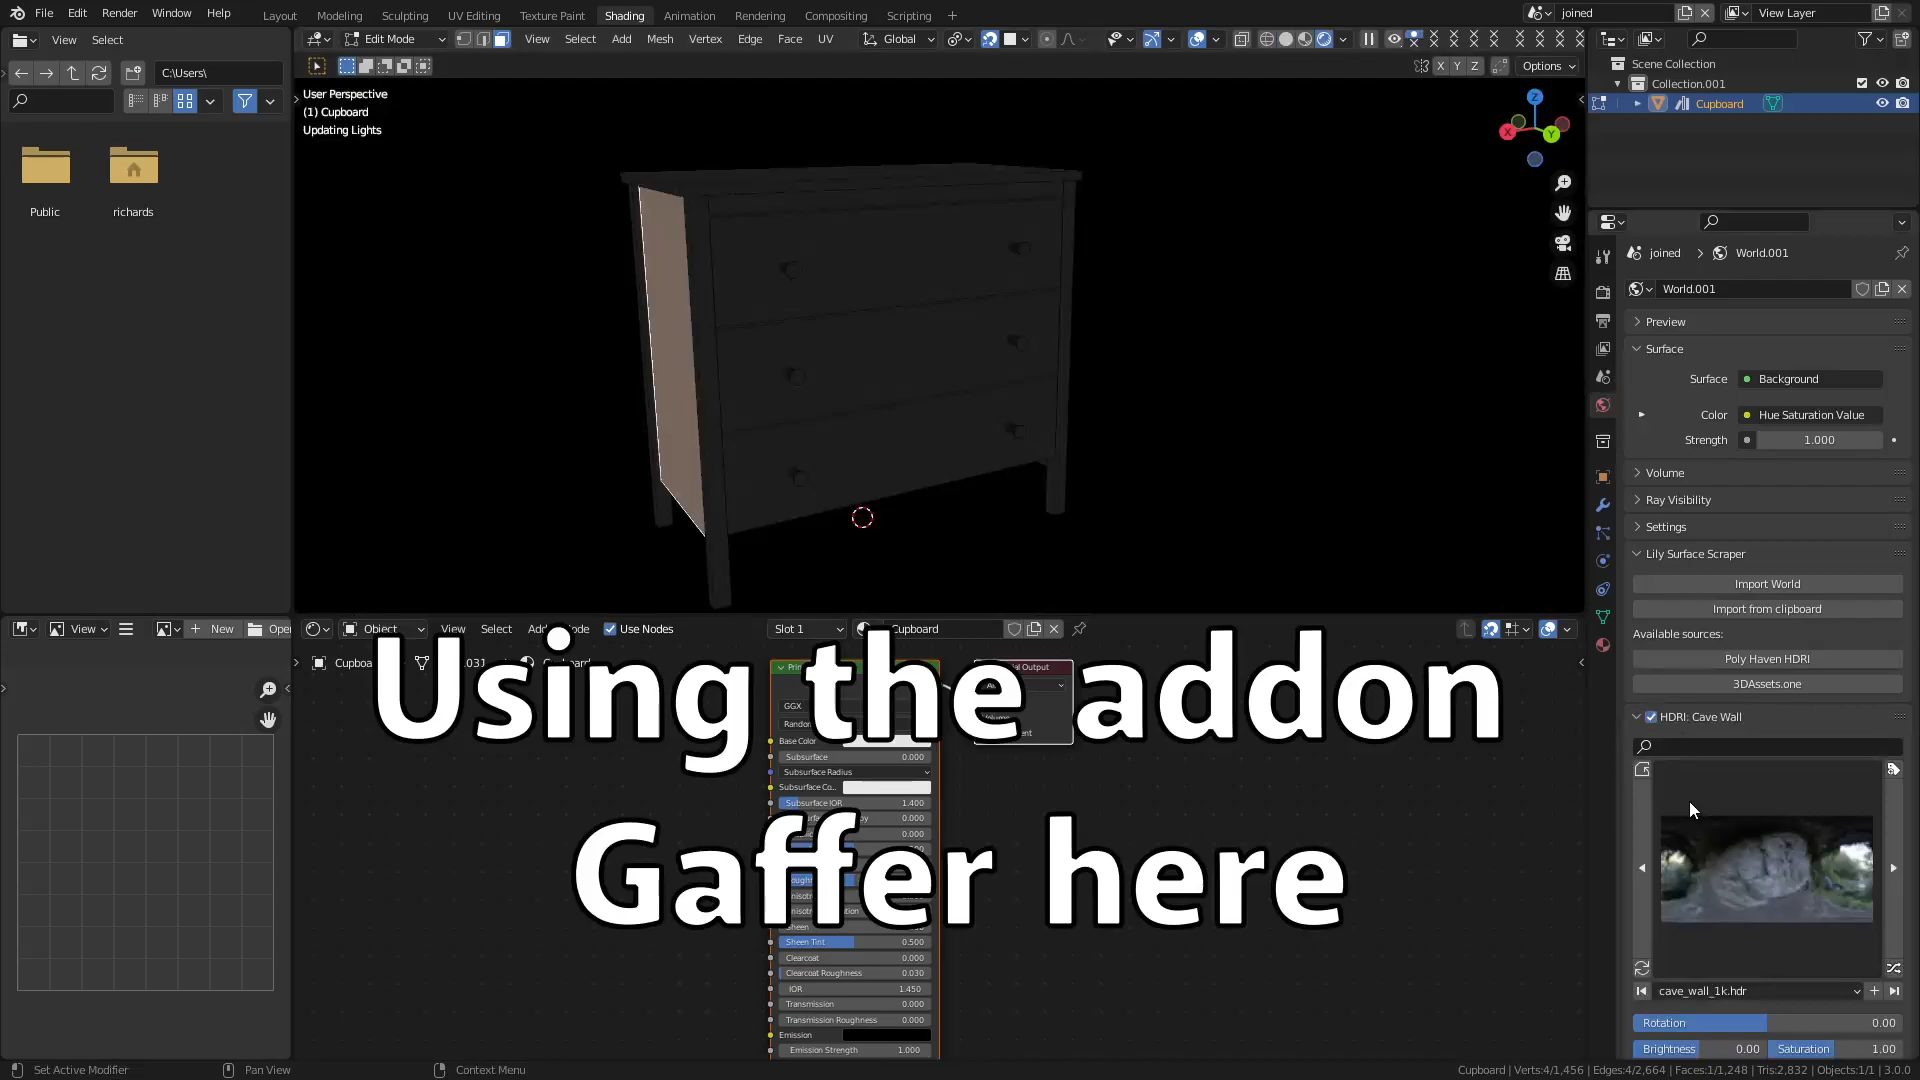 File Edit Render Window Help
Layout Modeling Sculpting UV Editing Texture Paint Shading Animation Rendering Compositing Scripting +
joined
View Layer
View Select
Edit Mode
View Select Add Mesh Vertex Edge Face UV
Global
C:\Users\
X Y Z
Options
User Perspective
(1) Cupboard
Updating Lights
Z
X
Y
Public
richards
Scene Collection
Collection.001
Cupboard
joined > World.001
World.001
Preview
Surface
Surface Background
Color Hue Saturation Value
Strength 1.000
Volume
Ray Visibility
Settings
Lily Surface Scraper
Import World
Import from clipboard
Available sources:
Poly Haven HDRI
3DAssets.one
HDRI: Cave Wall
cave_wall_1k.hdr
Rotation 0.00
Brightness 0.00 Saturation 1.00
View
+ New
Object
View Select
Use Nodes
Slot 1
Cupboard
Using the addon
Gaffer here
GGX
Base Color
Subsurface 0.000
Subsurface Radius
Subsurface Co...
Subsurface IOR 1.400
0.000
0.000
Sheen
Sheen Tint 0.500
Clearcoat 0.000
Clearcoat Roughness 0.030
IOR 1.450
Transmission 0.000
Transmission Roughness 0.000
Emission
Emission Strength 1.000
Set Active Modifier
Pan View
Context Menu
Cupboard | Verts:4/1,456 | Edges:4/2,664 | Faces:1/1,248 | Tris:2,832 | Objects:1/1 | 3.0.0